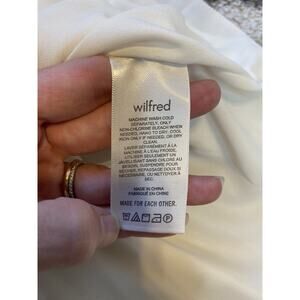 wilfred
MACHINE WASH COLD
SEPARATELY, ONLY
NON-CHLORINE BLEACH WHEN
NEEDED, HANG TO DRY, COOL
IRON ONLY IF NEEDED, OR DRY
CLEAN.
LAVER SÉPARÉMENT À LA
MACHINE À L'EAU FROIDE,
UTILISER SEULEMENT UN
JAVELLISANT SANS CHLORE AU
BESOIN, SUSPENDRE POUR
SÉCHER, REPASSAGE DOUX SI
NÉCESSAIRE, OU NETTOYER À
SEC.
MADE IN CHINA
FABRIQUÉ EN CHINE
MADE FOR EACH OTHER.